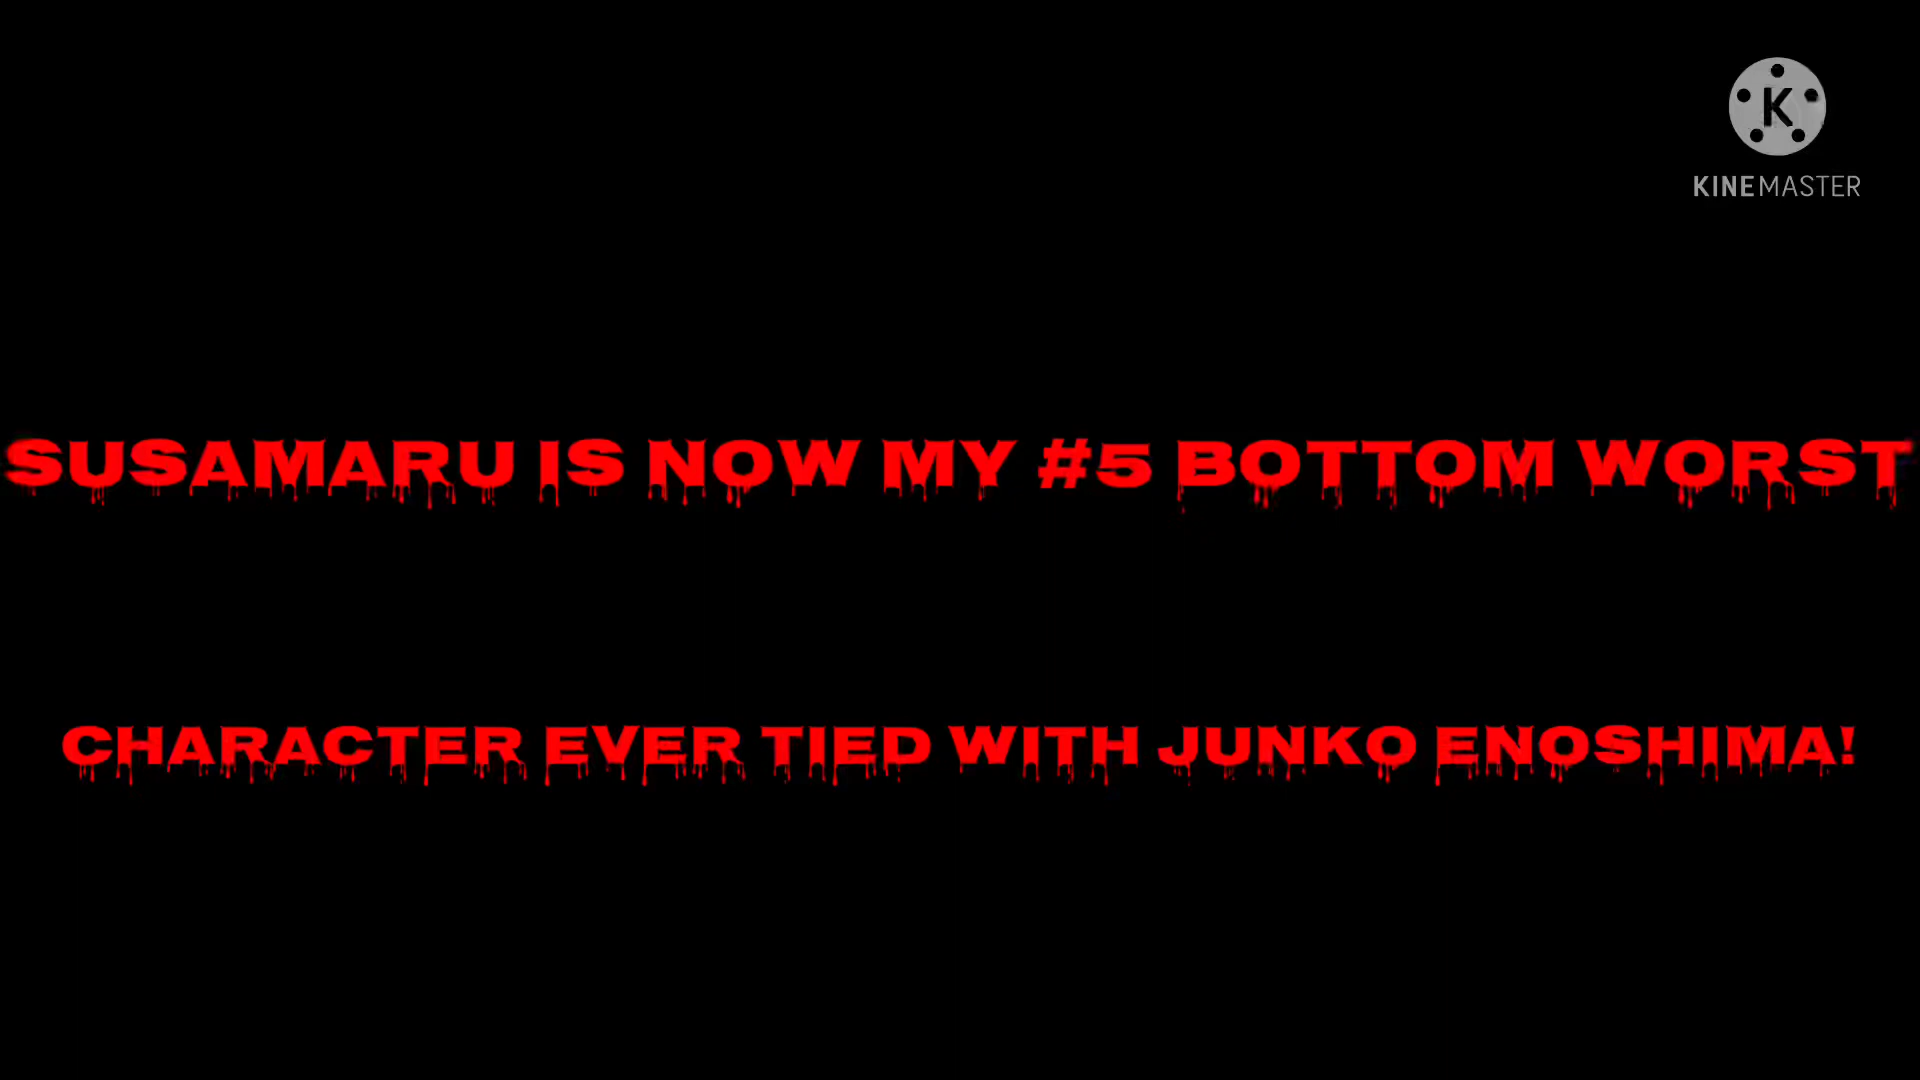 K
KINEMASTER
SUSAMARU IS NOW MY #5 BOTTOM WORST
CHARACTER EVER TIED WITH JUNKO ENOSHIMA!